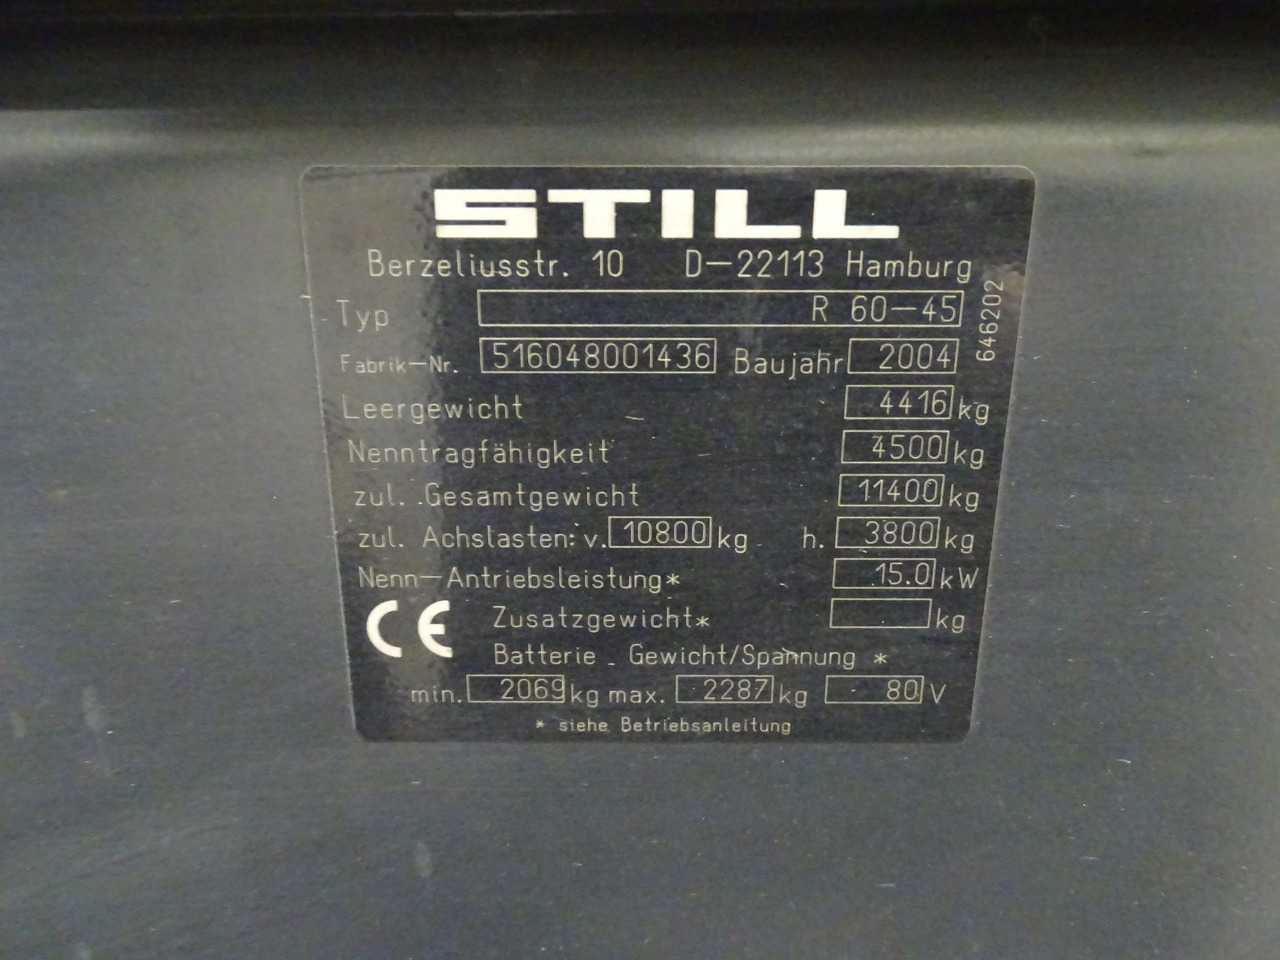 STILL
Berzeliusstr. 10 D-22113 Hamburg
Typ R 60-45
646202
Fabrik-Nr. 516048001436 Baujahr 2004
Leergewicht 4416 kg
Nenntragfähigkeit 4500 kg
zul. Gesamtgewicht 11400 kg
zul. Achslasten: v. 10800 kg h. 3800 kg
Nenn-Antriebsleistung* 15.0 kW
CE Zusatzgewicht* kg
Batterie - Gewicht/Spannung *
min. 2069 kg max. 2287 kg 80 V
* siehe Betriebsanleitung